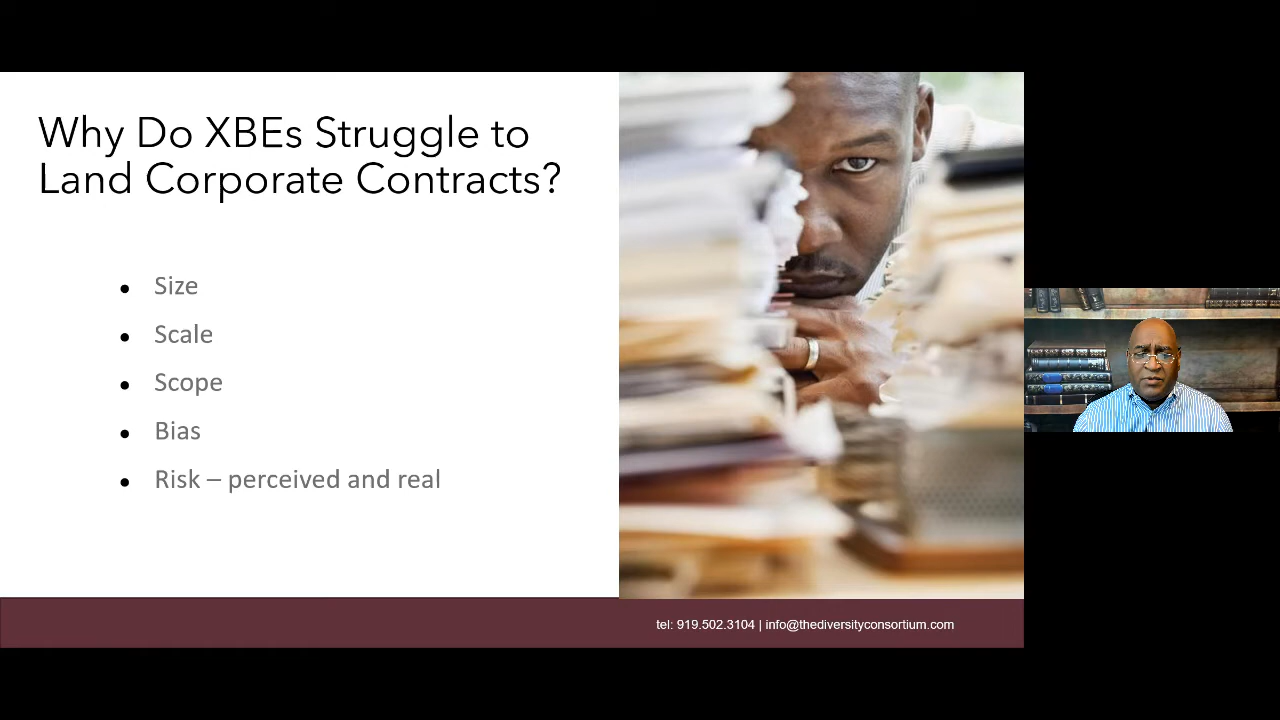 Why Do XBEs Struggle to
Land Corporate Contracts?
• Size
• Scale
• Scope
• Bias
• Risk – perceived and real
tel: 919.502.3104 | info@thediversityconsortium.com